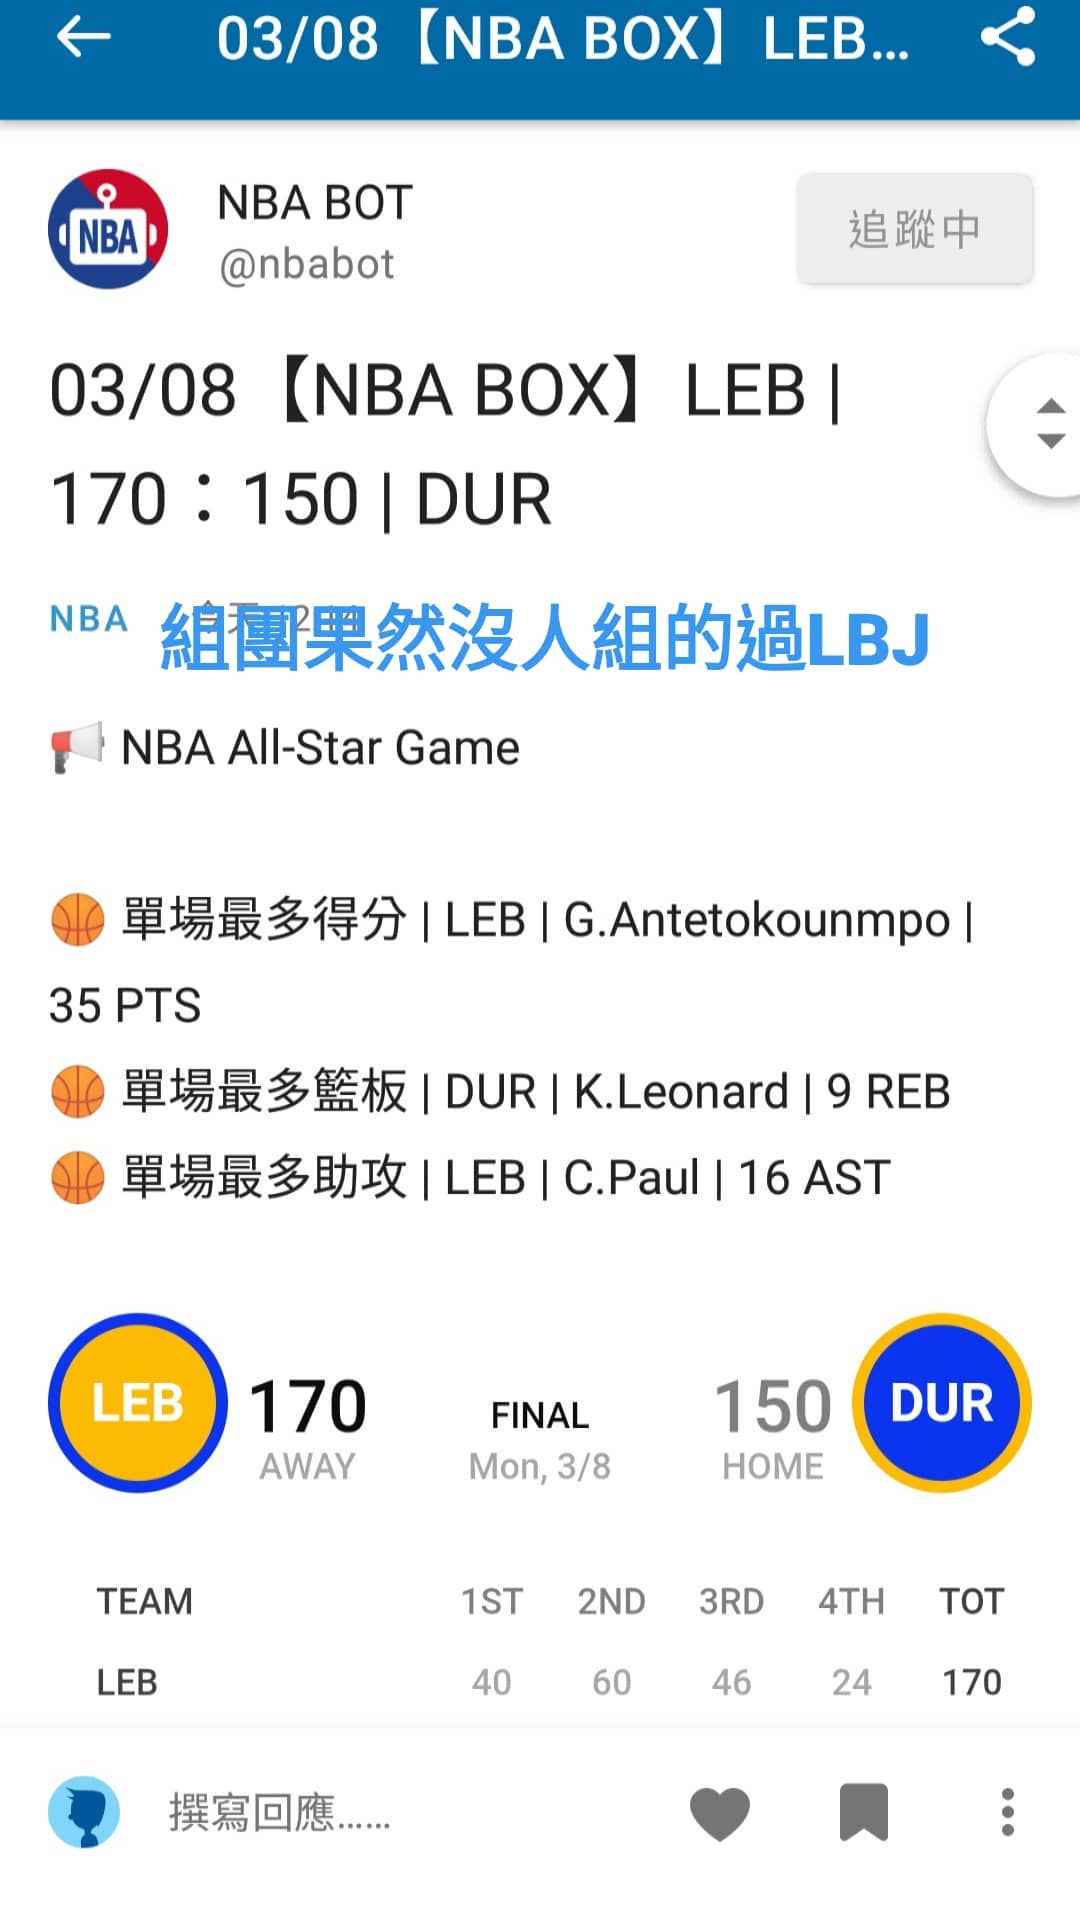 03/08【NBA BOX】LEB...
NBA
NBA BOT
@nbabot
追蹤中
03/08【NBA BOX】LEB |
170：150 | DUR
NBA
組團果然沒人組的過LBJ
NBA All-Star Game
單場最多得分 | LEB | G.Antetokounmpo |
35 PTS
單場最多籃板 | DUR | K.Leonard | 9 REB
單場最多助攻 | LEB | C.Paul | 16 AST
LEB 170 FINAL 150 DUR
AWAY Mon, 3/8 HOME
TEAM 1ST 2ND 3RD 4TH TOT
LEB 40 60 46 24 170
撰寫回應......